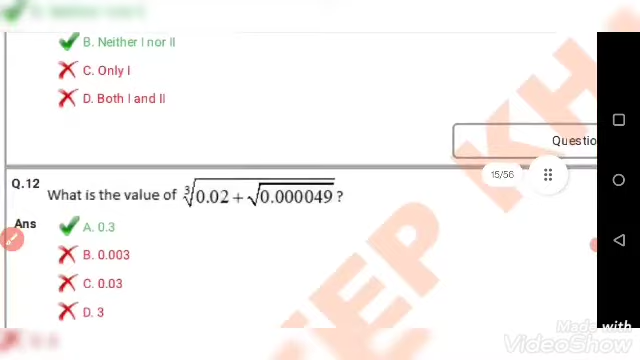 B. Neither I nor II
C. Only I
D. Both I and II
Questio
15/56
Q.12 What is the value of ∛(0.02 + √0.000049) ?
Ans A. 0.3
B. 0.003
C. 0.03
D. 3
Made with
VideoShow